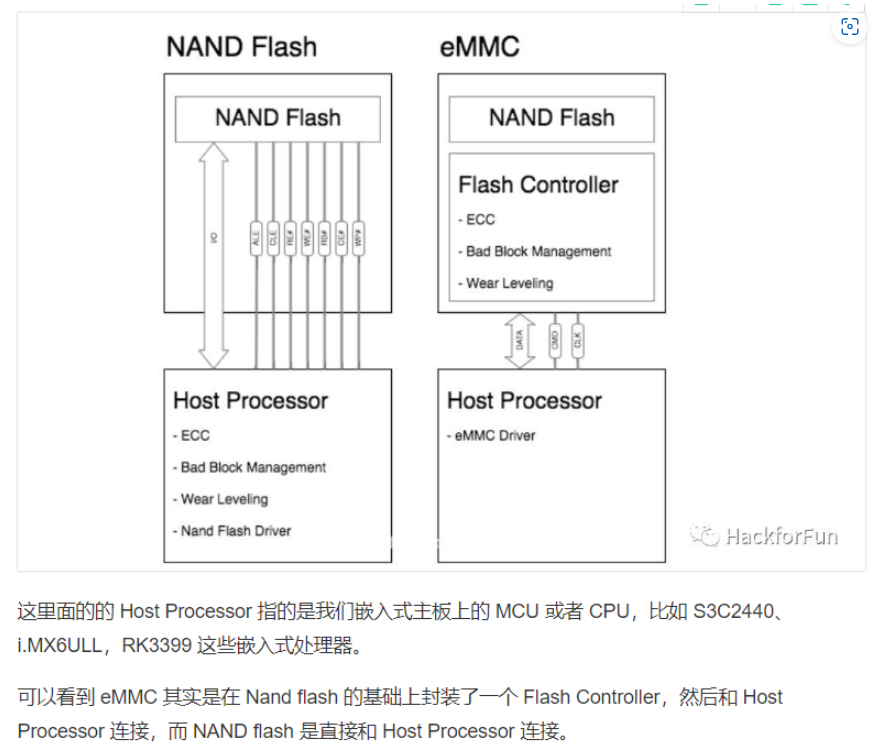 NAND Flash
eMMC
NAND Flash
NAND Flash
Flash Controller
- ECC
- Bad Block Management
- Wear Leveling
I/O
ALE
CLE
RE#
WE#
RB#
CE#
WP#
DATA
CMD
CLK
Host Processor
- ECC
- Bad Block Management
- Wear Leveling
- Nand Flash Driver
Host Processor
- eMMC Driver
HackforFun
这里面的的 Host Processor 指的是我们嵌入式主板上的 MCU 或者 CPU，比如 S3C2440、
i.MX6ULL，RK3399 这些嵌入式处理器。
可以看到 eMMC 其实是在 Nand flash 的基础上封装了一个 Flash Controller，然后和 Host
Processor 连接，而 NAND flash 是直接和 Host Processor 连接。